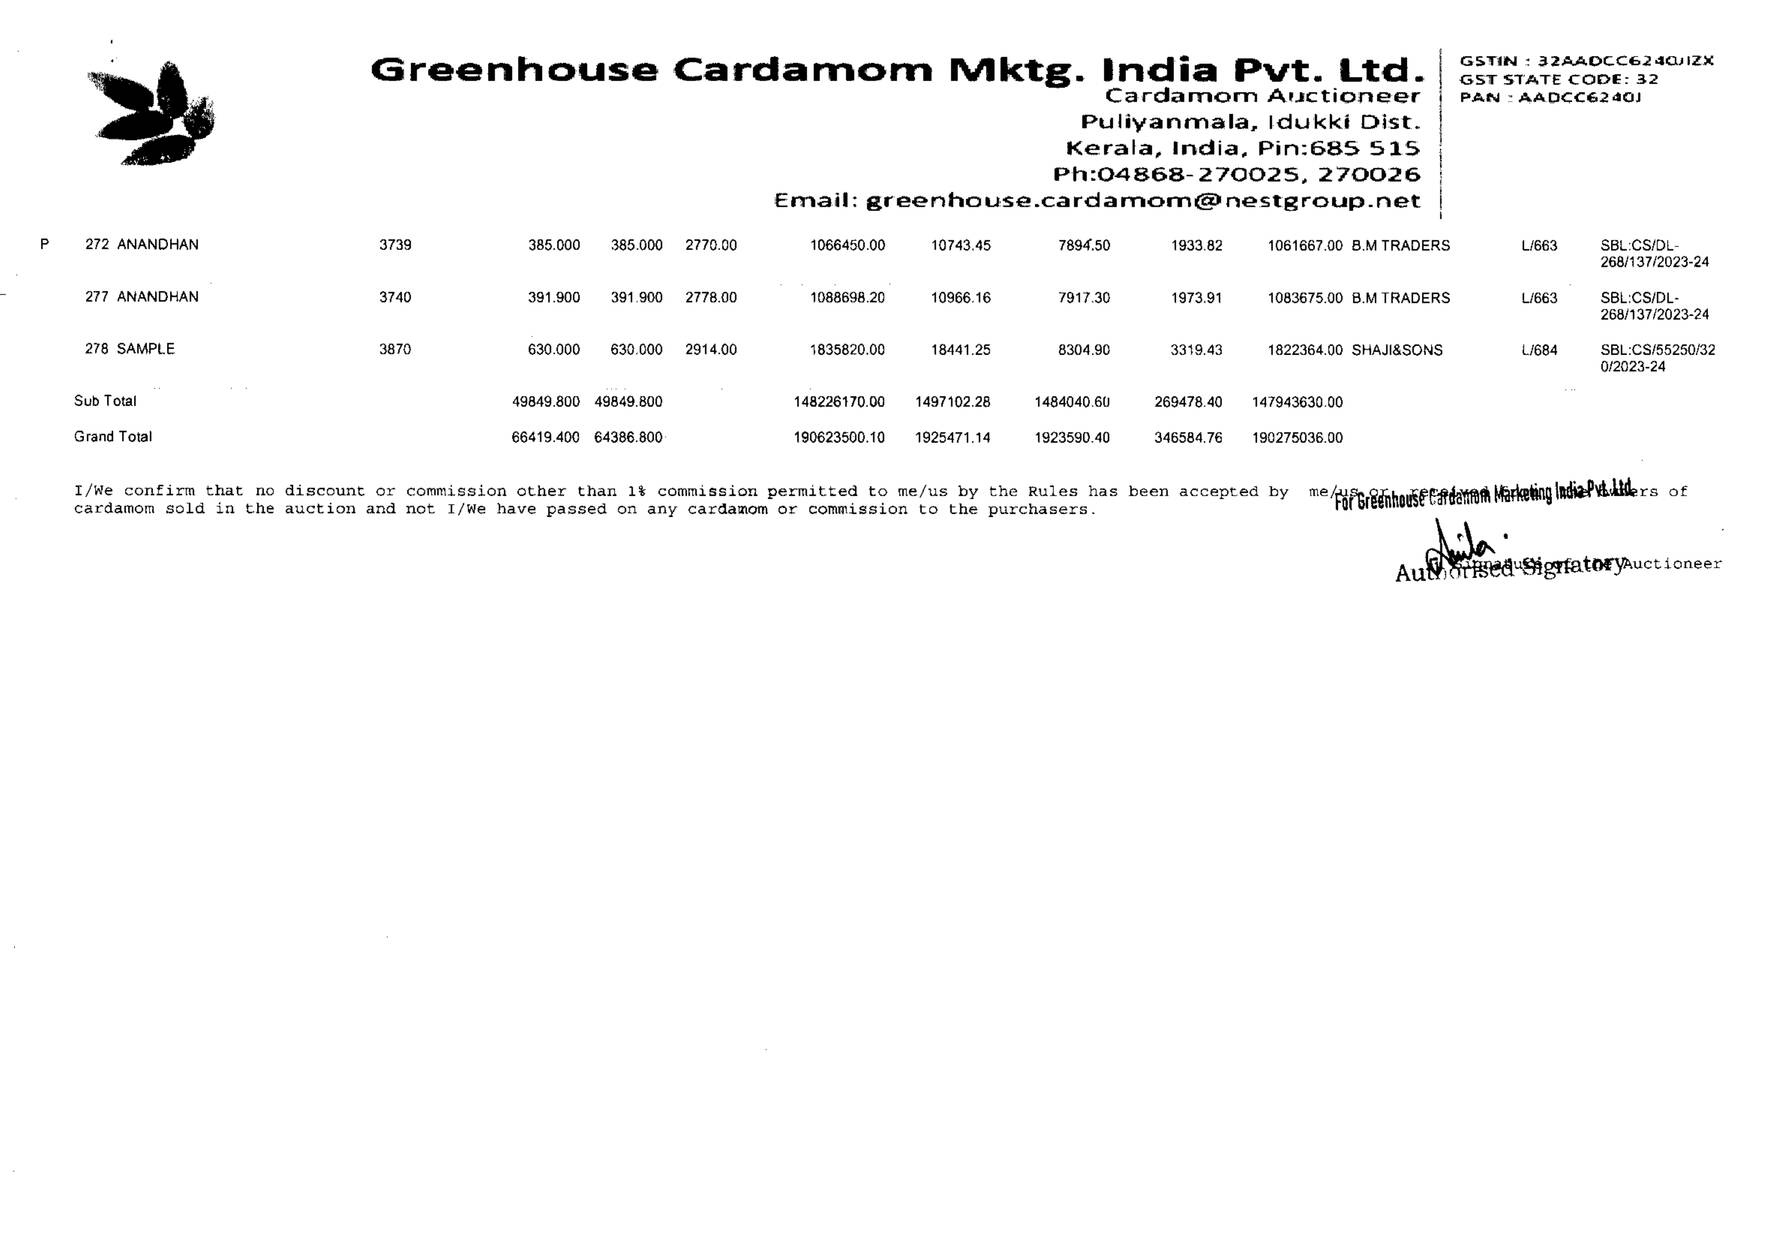 Greenhouse Cardamom Mktg. India Pvt. Ltd.
Cardamom Auctioneer
Puliyanmala, Idukki Dist.
Kerala, India, Pin:685 515
Ph:04868-270025, 270026
Email: greenhouse.cardamom@nestgroup.net
GSTIN : 32AADCC6240J1ZX
GST STATE CODE: 32
PAN : AADCC6240J
P 272 ANANDHAN 3739 385.000 385.000 2770.00 1066450.00 10743.45 7894.50 1933.82 1061667.00 B.M TRADERS L/663 SBL:CS/DL-
268/137/2023-24
277 ANANDHAN 3740 391.900 391.900 2778.00 1088698.20 10966.16 7917.30 1973.91 1083675.00 B.M TRADERS L/663 SBL:CS/DL-
268/137/2023-24
278 SAMPLE 3870 630.000 630.000 2914.00 1835820.00 18441.25 8304.90 3319.43 1822364.00 SHAJI&SONS L/684 SBL:CS/55250/32
0/2023-24
Sub Total 49849.800 49849.800 148226170.00 1497102.28 1484040.60 269478.40 147943630.00
Grand Total 66419.400 64386.800 190623500.10 1925471.14 1923590.40 346584.76 190275036.00
I/We confirm that no discount or commission other than 1% commission permitted to me/us by the Rules has been accepted by me/us or of
cardamom sold in the auction and not I/We have passed on any cardamom or commission to the purchasers.
For Greenhouse Cardamom Marketing India Pvt. Ltd.
Authorised Signatory
Auctioneer